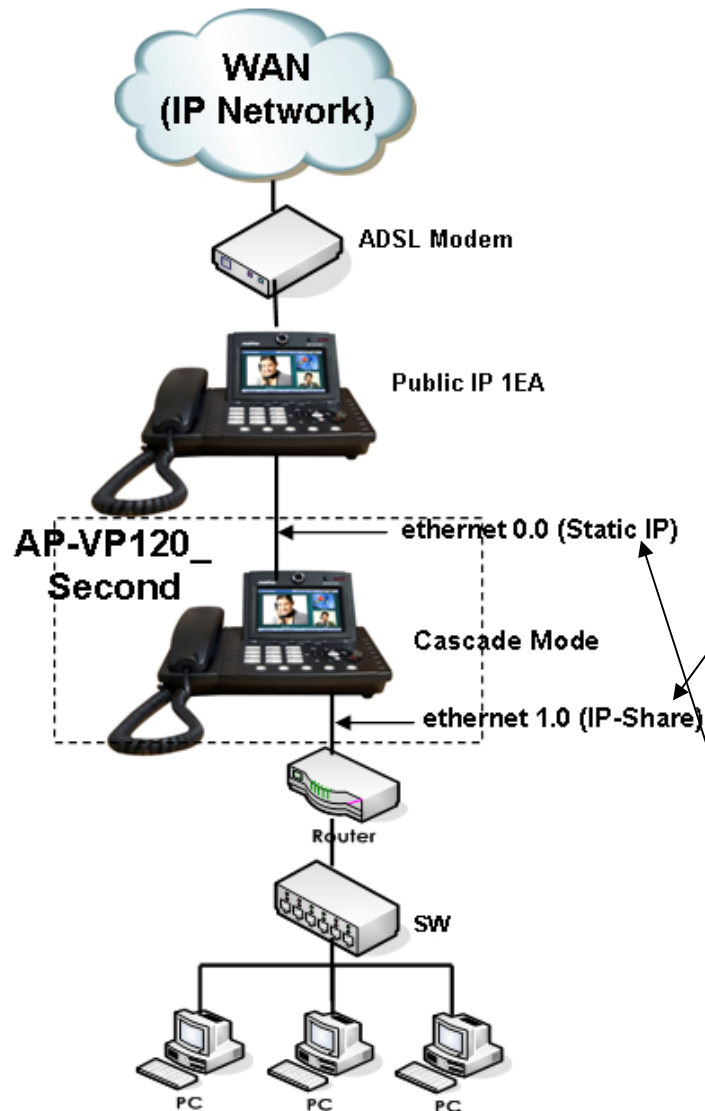 WAN
(IP Network)
ADSL Modem
Public IP 1EA
ethernet 0.0 (Static IP)
AP-VP120_
Second
Cascade Mode
ethernet 1.0 (IP-Share)
Router
SW
PC
PC
PC